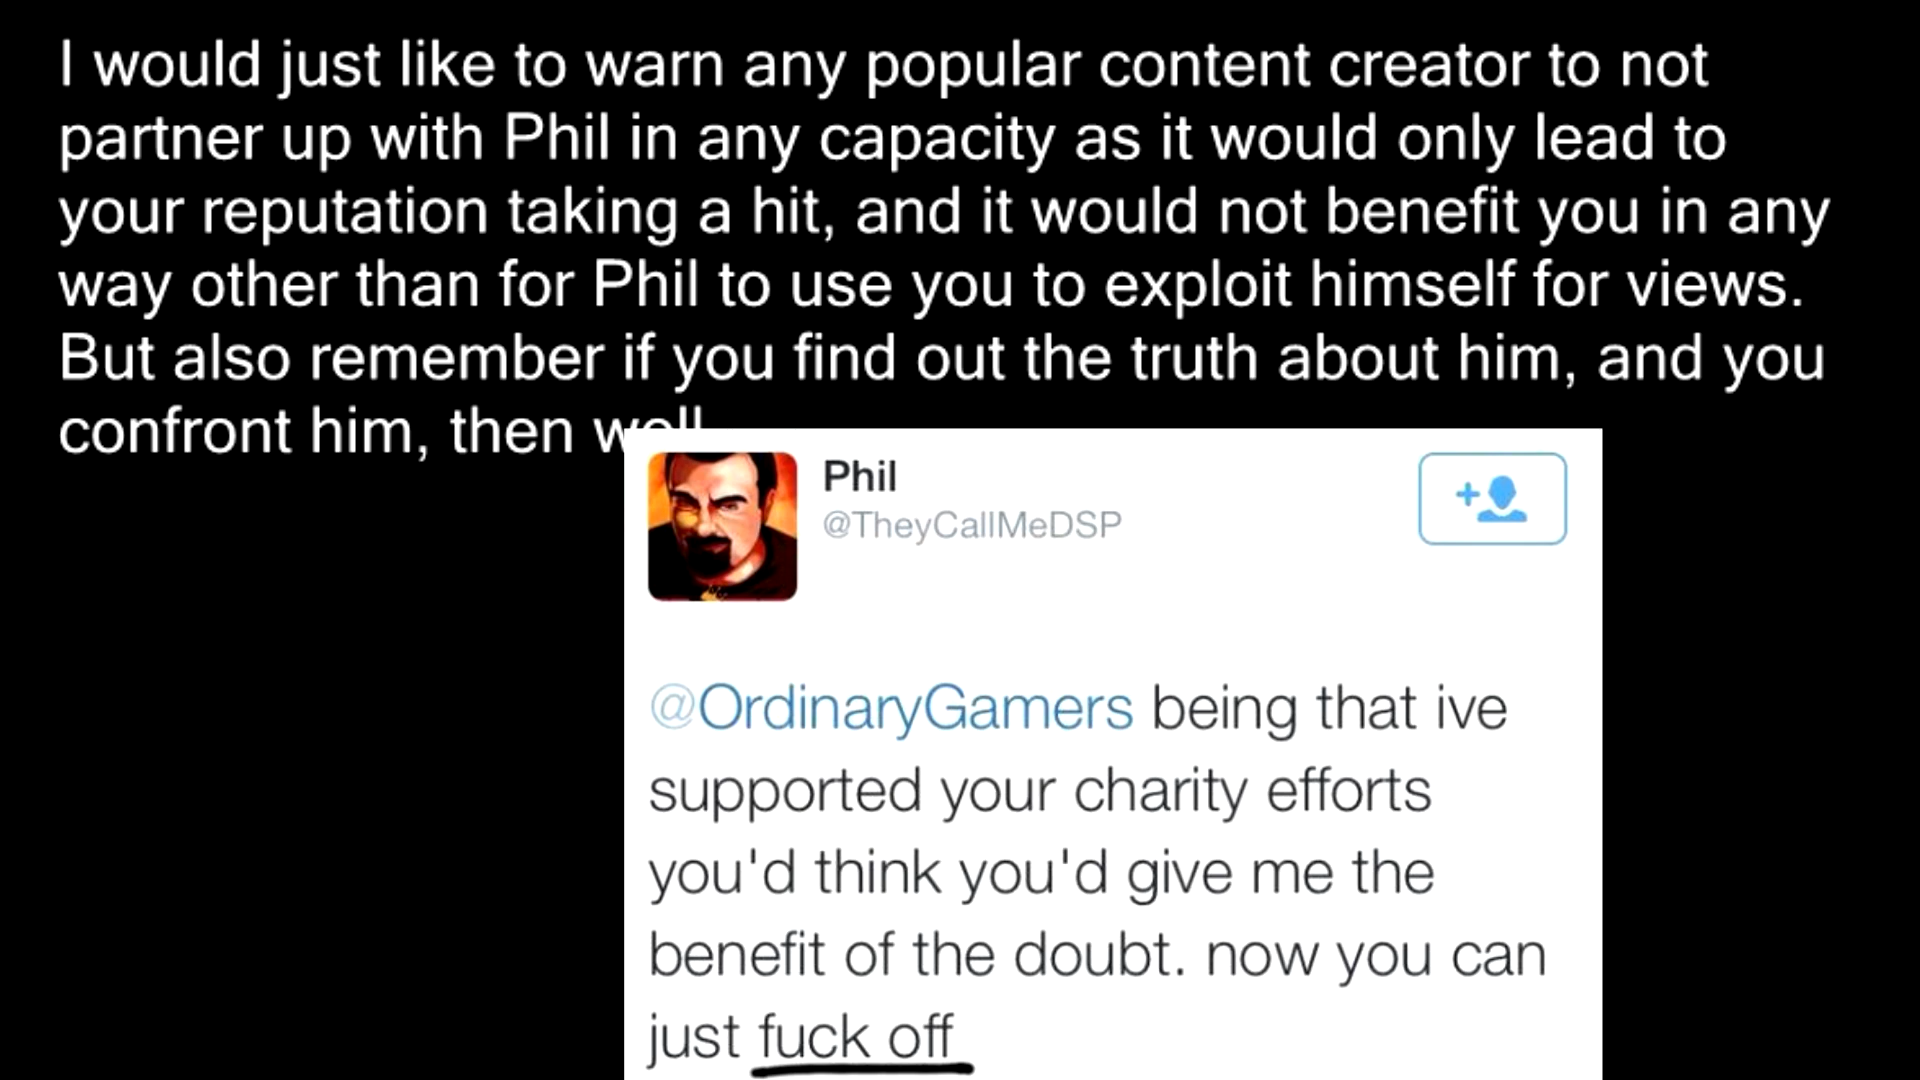 I would just like to warn any popular content creator to not
partner up with Phil in any capacity as it would only lead to
your reputation taking a hit, and it would not benefit you in any
way other than for Phil to use you to exploit himself for views.
But also remember if you find out the truth about him, and you
confront him, then well
Phil
@TheyCallMeDSP
@OrdinaryGamers being that ive
supported your charity efforts
you'd think you'd give me the
benefit of the doubt. now you can
just fuck off